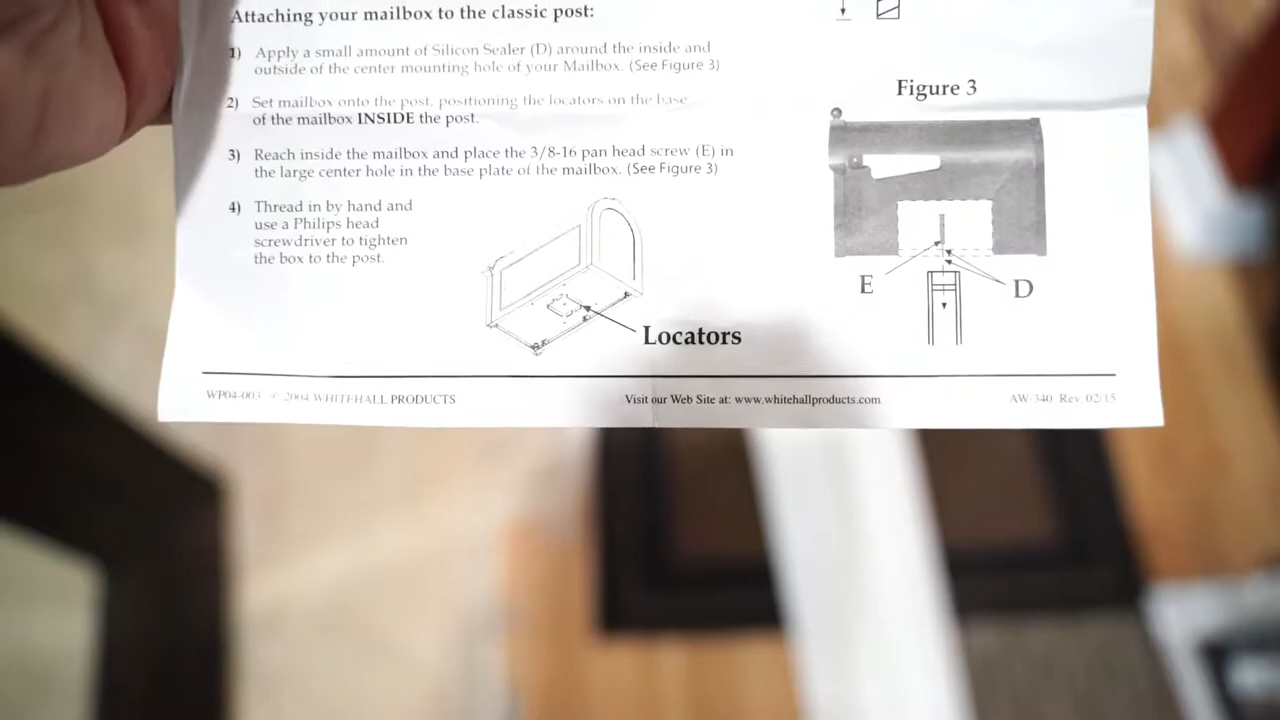 Attaching your mailbox to the classic post:
1) Apply a small amount of Silicon Sealer (D) around the inside and
outside of the center mounting hole of your Mailbox. (See Figure 3)
2) Set mailbox onto the post, positioning the locators on the base
of the mailbox INSIDE the post.
3) Reach inside the mailbox and place the 3/8-16 pan head screw (E) in
the large center hole in the base plate of the mailbox. (See Figure 3)
4) Thread in by hand and
use a Philips head
screwdriver to tighten
the box to the post.
Locators
Figure 3
E
D
WP04-003 © 2004 WHITEHALL PRODUCTS
Visit our Web Site at: www.whitehallproducts.com
AW-340 Rev 02/15